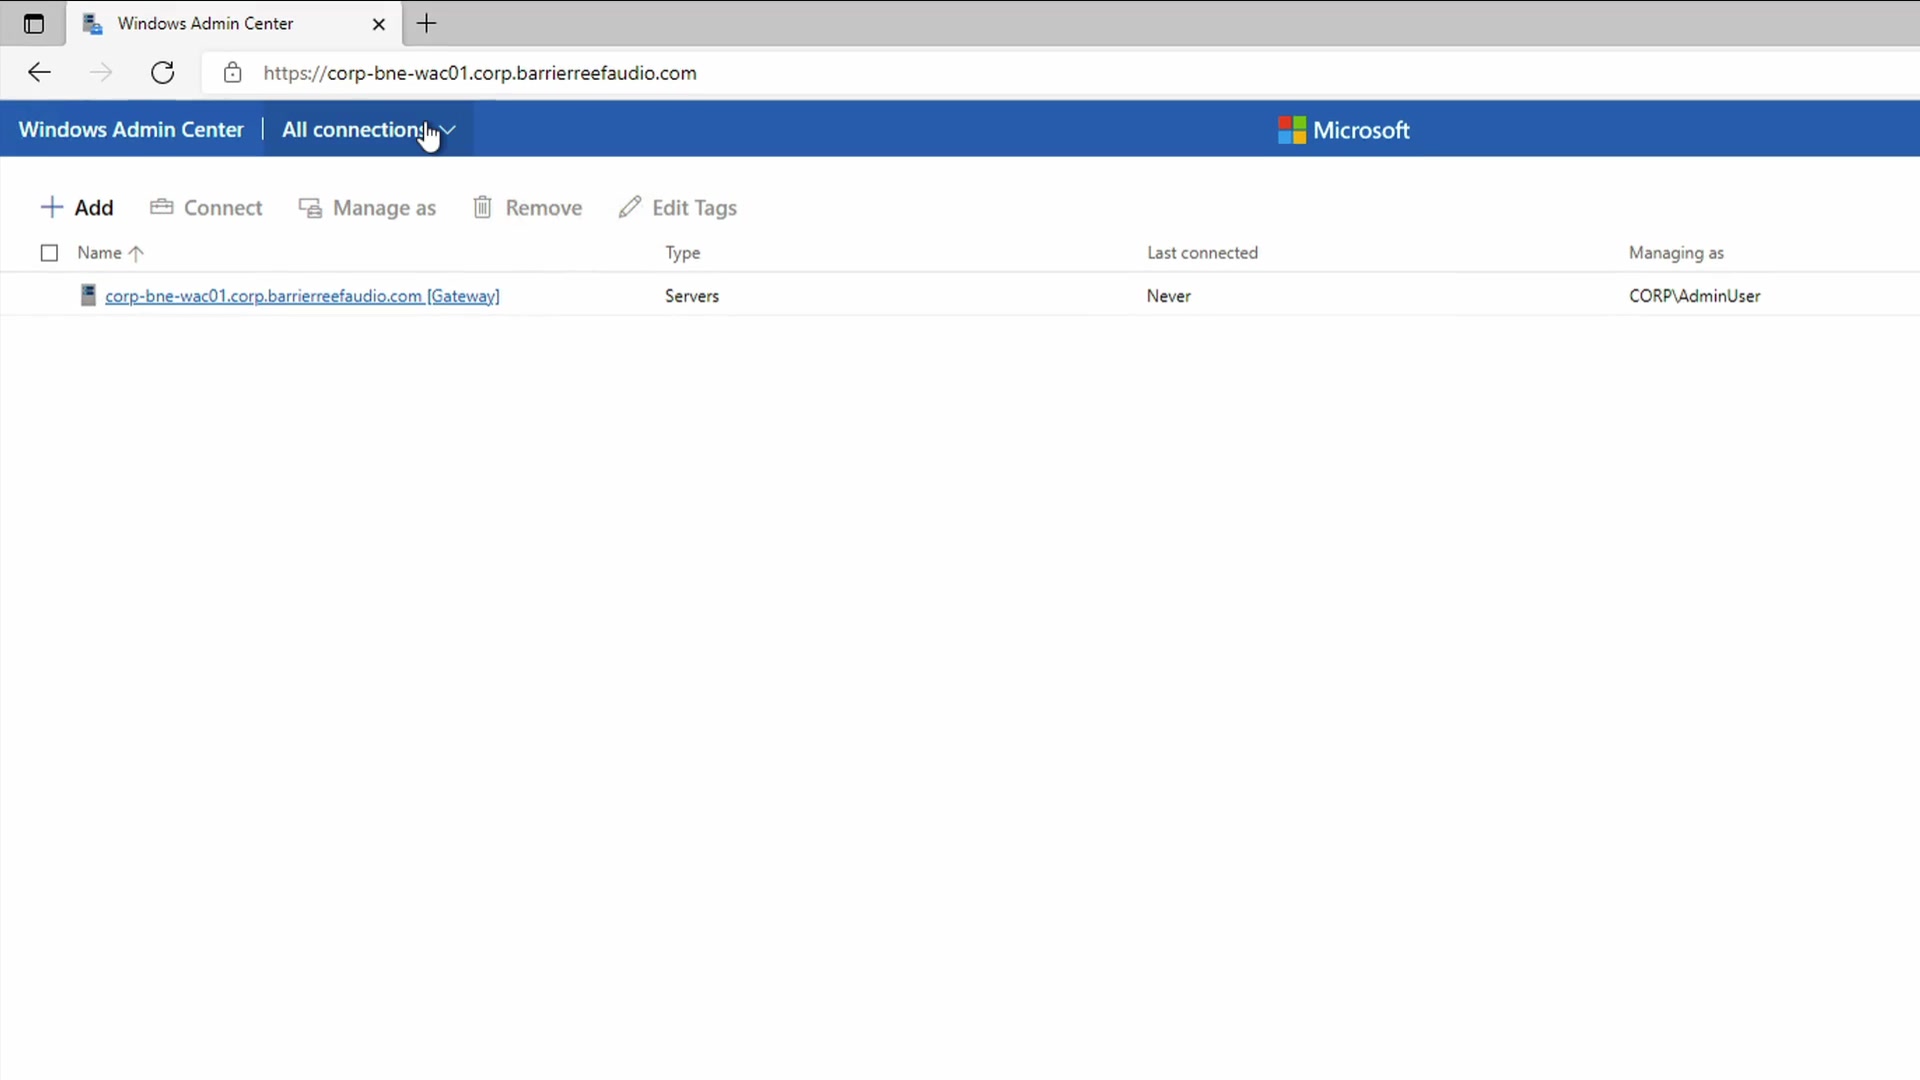 Windows Admin Center
https://corp-bne-wac01.corp.barrierreefaudio.com
Windows Admin Center | All connections
Microsoft
Add Connect Manage as Remove Edit Tags
Name Type Last connected Managing as
corp-bne-wac01.corp.barrierreefaudio.com [Gateway] Servers Never CORP\AdminUser